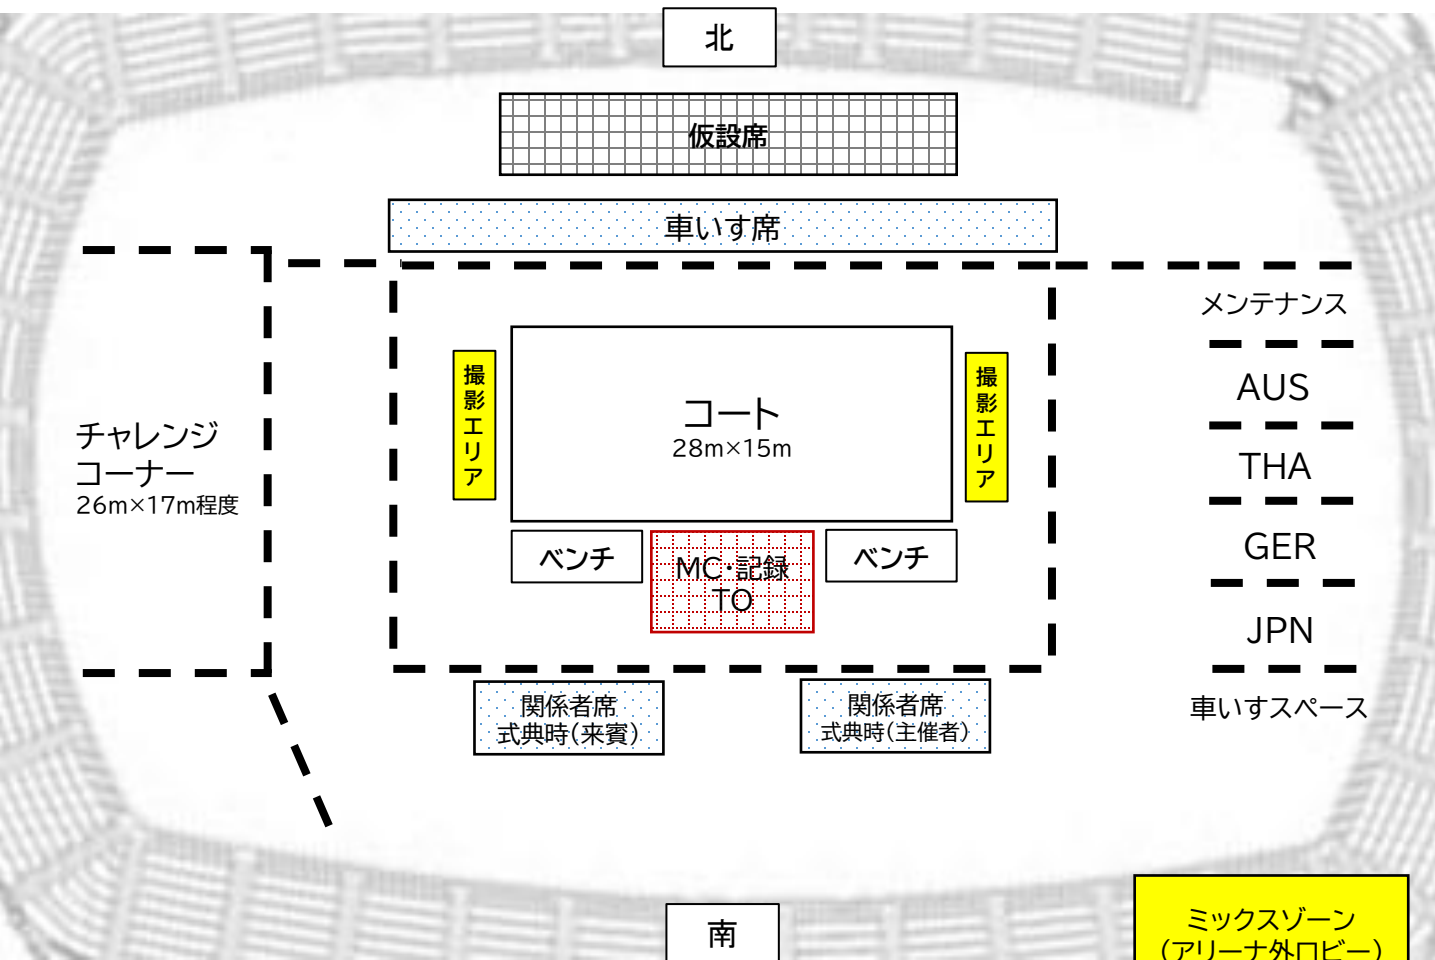 北
仮設席
車いす席
メンテナンス
撮影エリア
コート
28m×15m
撮影エリア
AUS
THA
GER
JPN
車いすスペース
チャレンジ
コーナー
26m×17m程度
ベンチ
MC・記録
TO
ベンチ
関係者席
式典時(来賓)
関係者席
式典時(主催者)
南
ミックスゾーン
(アリーナ外ロビー)